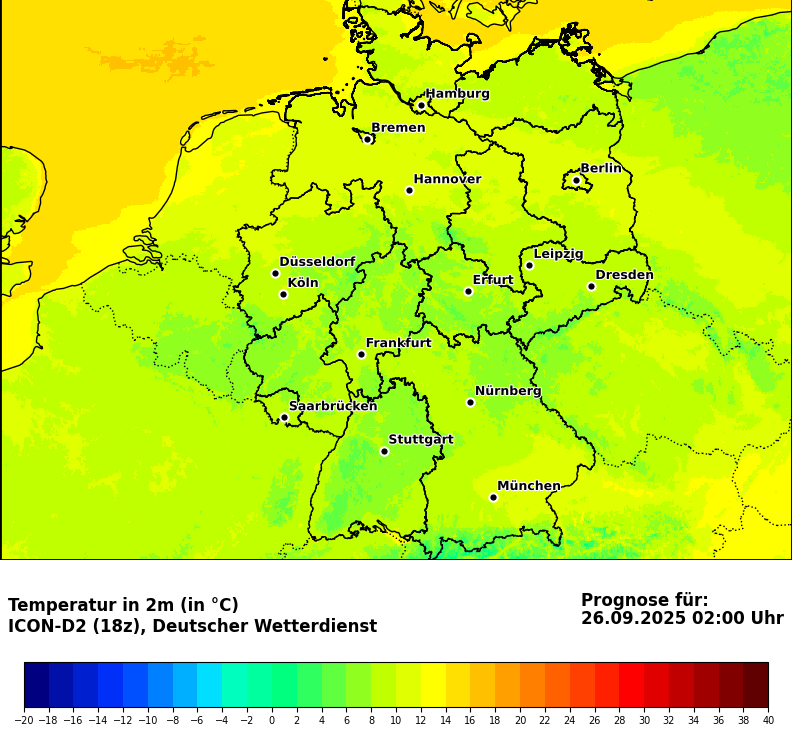 Hamburg
Bremen
Berlin
Hannover
Leipzig
Düsseldorf
Dresden
Köln
Erfurt
Frankfurt
Nürnberg
Saarbrücken
Stuttgart
München
Temperatur in 2m (in °C)
ICON-D2 (18z), Deutscher Wetterdienst
Prognose für:
26.09.2025 02:00 Uhr
−20 −18 −16 −14 −12 −10 −8 −6 −4 −2 0 2 4 6 8 10 12 14 16 18 20 22 24 26 28 30 32 34 36 38 40